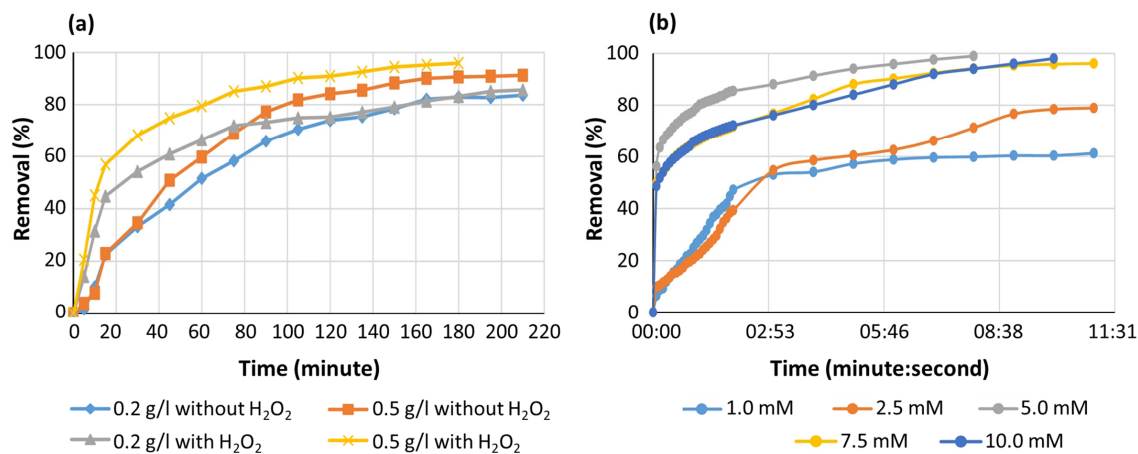 (a)
Removal (%)
100
80
60
40
20
0
0 20 40 60 80 100 120 140 160 180 200 220
Time (minute)
0.2 g/l without H₂O₂ 0.5 g/l without H₂O₂
0.2 g/l with H₂O₂ 0.5 g/l with H₂O₂
(b)
Removal (%)
100
80
60
40
20
0
00:00 02:53 05:46 08:38 11:31
Time (minute:second)
1.0 mM 2.5 mM 5.0 mM
7.5 mM 10.0 mM